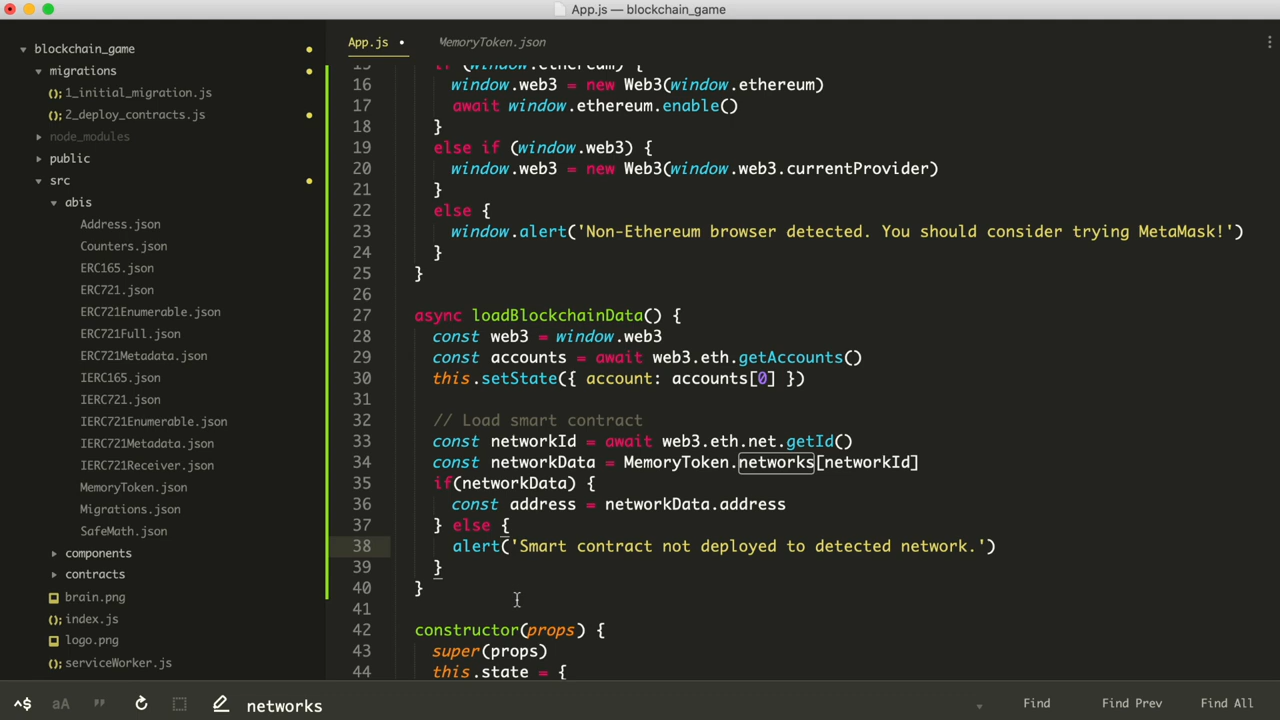 App.js — blockchain_game
blockchain_game
migrations
1_initial_migration.js
2_deploy_contracts.js
node_modules
public
src
abis
Address.json
Counters.json
ERC165.json
ERC721.json
ERC721Enumerable.json
ERC721Full.json
ERC721Metadata.json
IERC165.json
IERC721.json
IERC721Enumerable.json
IERC721Metadata.json
IERC721Receiver.json
MemoryToken.json
Migrations.json
SafeMath.json
components
contracts
brain.png
index.js
logo.png
serviceWorker.js
App.js • MemoryToken.json
15 if (window.ethereum) {
16 window.web3 = new Web3(window.ethereum)
17 await window.ethereum.enable()
18 }
19 else if (window.web3) {
20 window.web3 = new Web3(window.web3.currentProvider)
21 }
22 else {
23 window.alert('Non-Ethereum browser detected. You should consider trying MetaMask!')
24 }
25 }
26
27 async loadBlockchainData() {
28 const web3 = window.web3
29 const accounts = await web3.eth.getAccounts()
30 this.setState({ account: accounts[0] })
31
32 // Load smart contract
33 const networkId = await web3.eth.net.getId()
34 const networkData = MemoryToken.networks[networkId]
35 if(networkData) {
36 const address = networkData.address
37 } else {
38 alert('Smart contract not deployed to detected network.')
39 }
40 }
41
42 constructor(props) {
43 super(props)
44 this.state = {
networks
Find Find Prev Find All